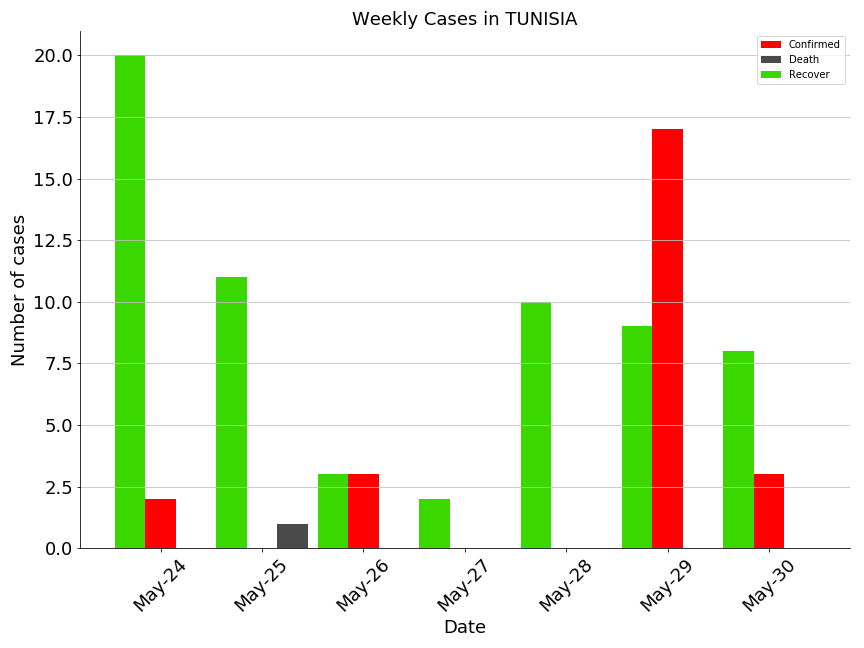 Weekly Cases in TUNISIA
Confirmed
Death
Recover
Number of cases
20.0
17.5
15.0
12.5
10.0
7.5
5.0
2.5
0.0
May-24
May-25
May-26
May-27
May-28
May-29
May-30
Date